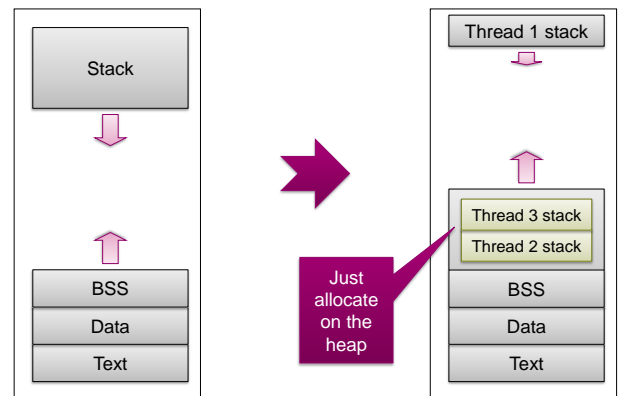 Stack
BSS
Data
Text
Thread 1 stack
Thread 3 stack
Thread 2 stack
BSS
Data
Text
Just
allocate
on the
heap